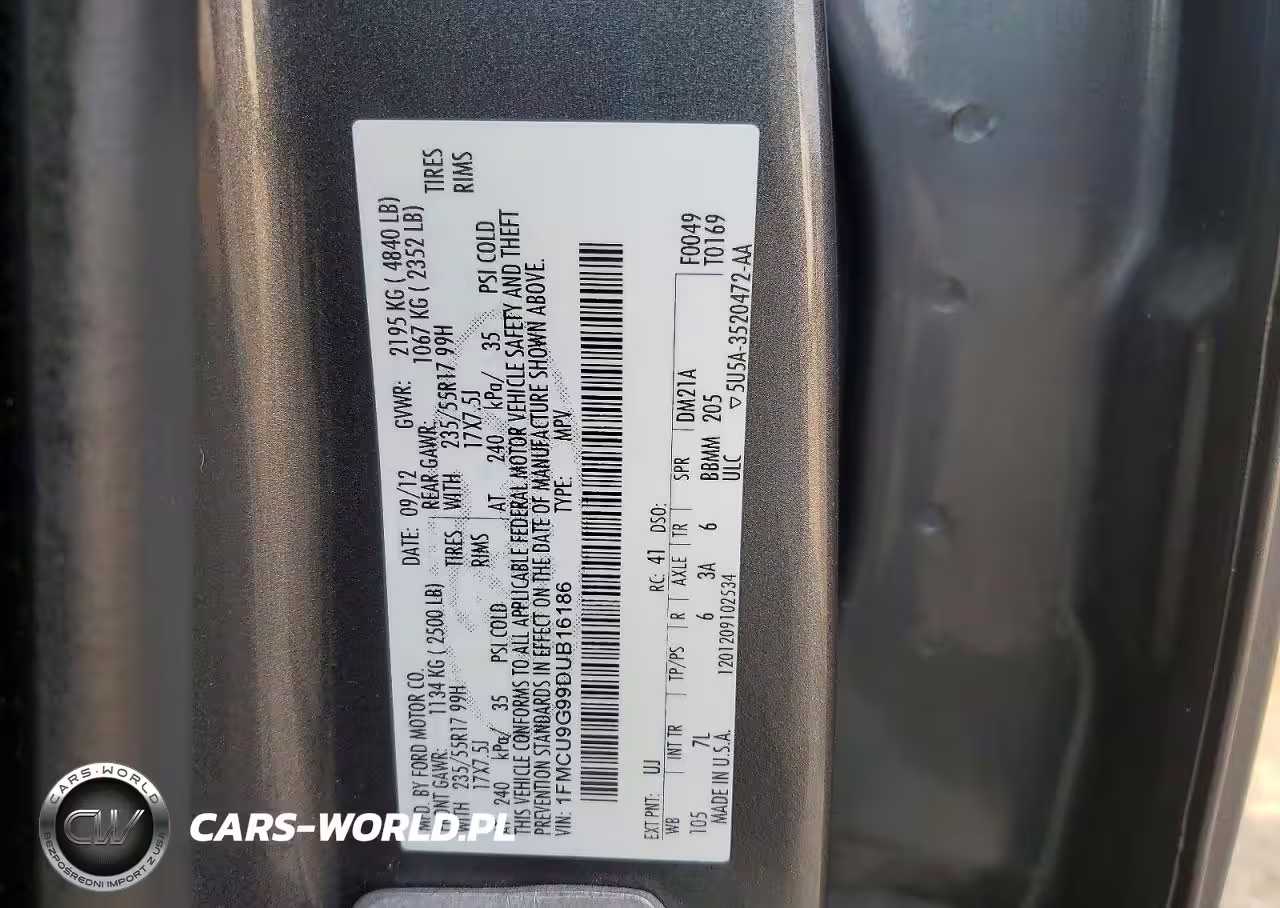 MFD. BY FORD MOTOR CO. DATE: 09/12 GVWR: 2195 KG ( 4840 LB)
FRONT GAWR: 1134 KG ( 2500 LB) REAR GAWR: 1067 KG ( 2352 LB)
WITH 235/55R17 99H TIRES WITH 235/55R17 99H TIRES
17X7.5J RIMS 17X7.5J RIMS
AT 240 kPa/ 35 PSI COLD AT 240 kPa/ 35 PSI COLD
THIS VEHICLE CONFORMS TO ALL APPLICABLE FEDERAL MOTOR VEHICLE SAFETY AND THEFT
PREVENTION STANDARDS IN EFFECT ON THE DATE OF MANUFACTURE SHOWN ABOVE.
VIN: 1FMCU9G99DUB16186 TYPE: MPV
EXT PNT: UJ RC: 41 DSO: F0049
WB INT TR TP/PS R AXLE TR SPR DM21A T0169
105 7L 6 3A 6 BBMM 205
MADE IN U.S.A. 1201209102534 ULC ▽5U5A-3520472-AA
CARS-WORLD
CW
BEZPOSREDNI IMPORT Z USA
CARS-WORLD.PL